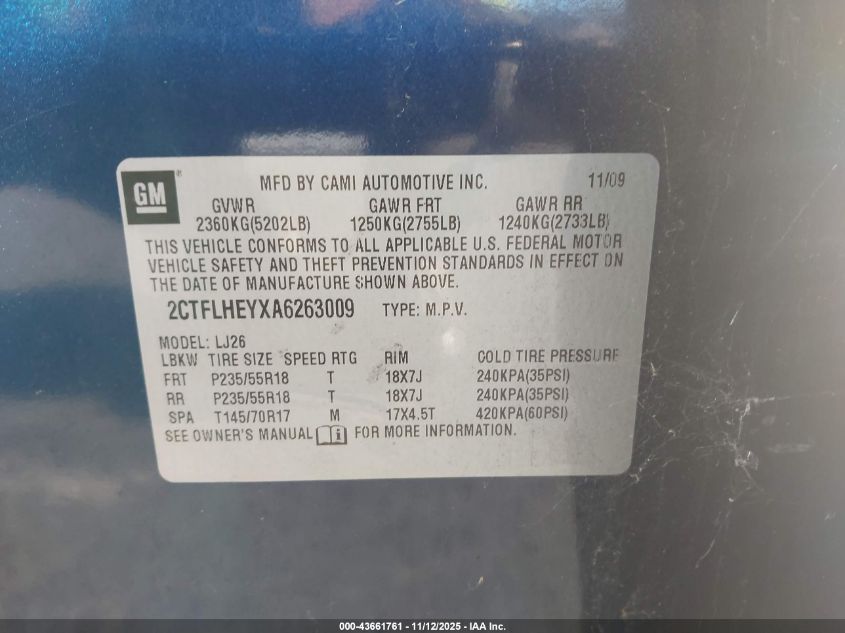 GM
®
MFD BY CAMI AUTOMOTIVE INC. 11/09
GVWR GAWR FRT GAWR RR
2360KG(5202LB) 1250KG(2755LB) 1240KG(2733LB)
THIS VEHICLE CONFORMS TO ALL APPLICABLE U.S. FEDERAL MOTOR
VEHICLE SAFETY AND THEFT PREVENTION STANDARDS IN EFFECT ON
THE DATE OF MANUFACTURE SHOWN ABOVE.
2CTFLHEYXA6263009 TYPE: M.P.V.
MODEL: LJ26
LBKW TIRE SIZE SPEED RTG RIM COLD TIRE PRESSURE
FRT P235/55R18 T 18X7J 240KPA(35PSI)
RR P235/55R18 T 18X7J 240KPA(35PSI)
SPA T145/70R17 M 17X4.5T 420KPA(60PSI)
SEE OWNER'S MANUAL i FOR MORE INFORMATION.
000-43661761 - 11/12/2025 - IAA Inc.